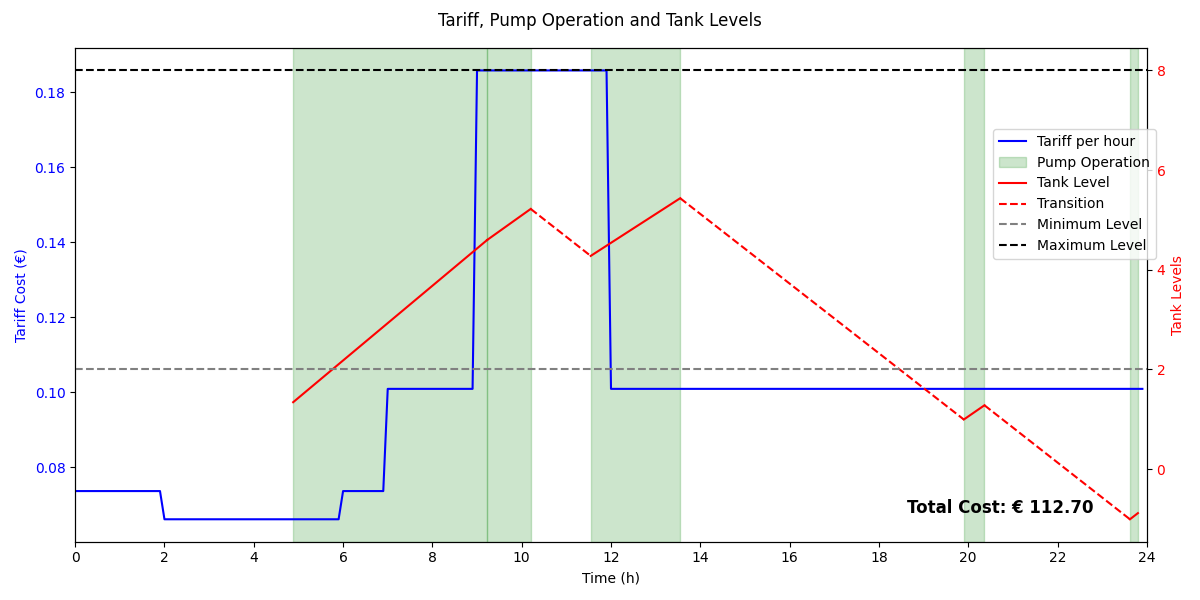 Tariff, Pump Operation and Tank Levels
0.18
0.16
0.14
0.12
0.10
0.08
Tariff Cost (€)
8
6
4
2
0
Tank Levels
Tariff per hour
Pump Operation
Tank Level
Transition
Minimum Level
Maximum Level
Total Cost: € 112.70
0 2 4 6 8 10 12 14 16 18 20 22 24
Time (h)